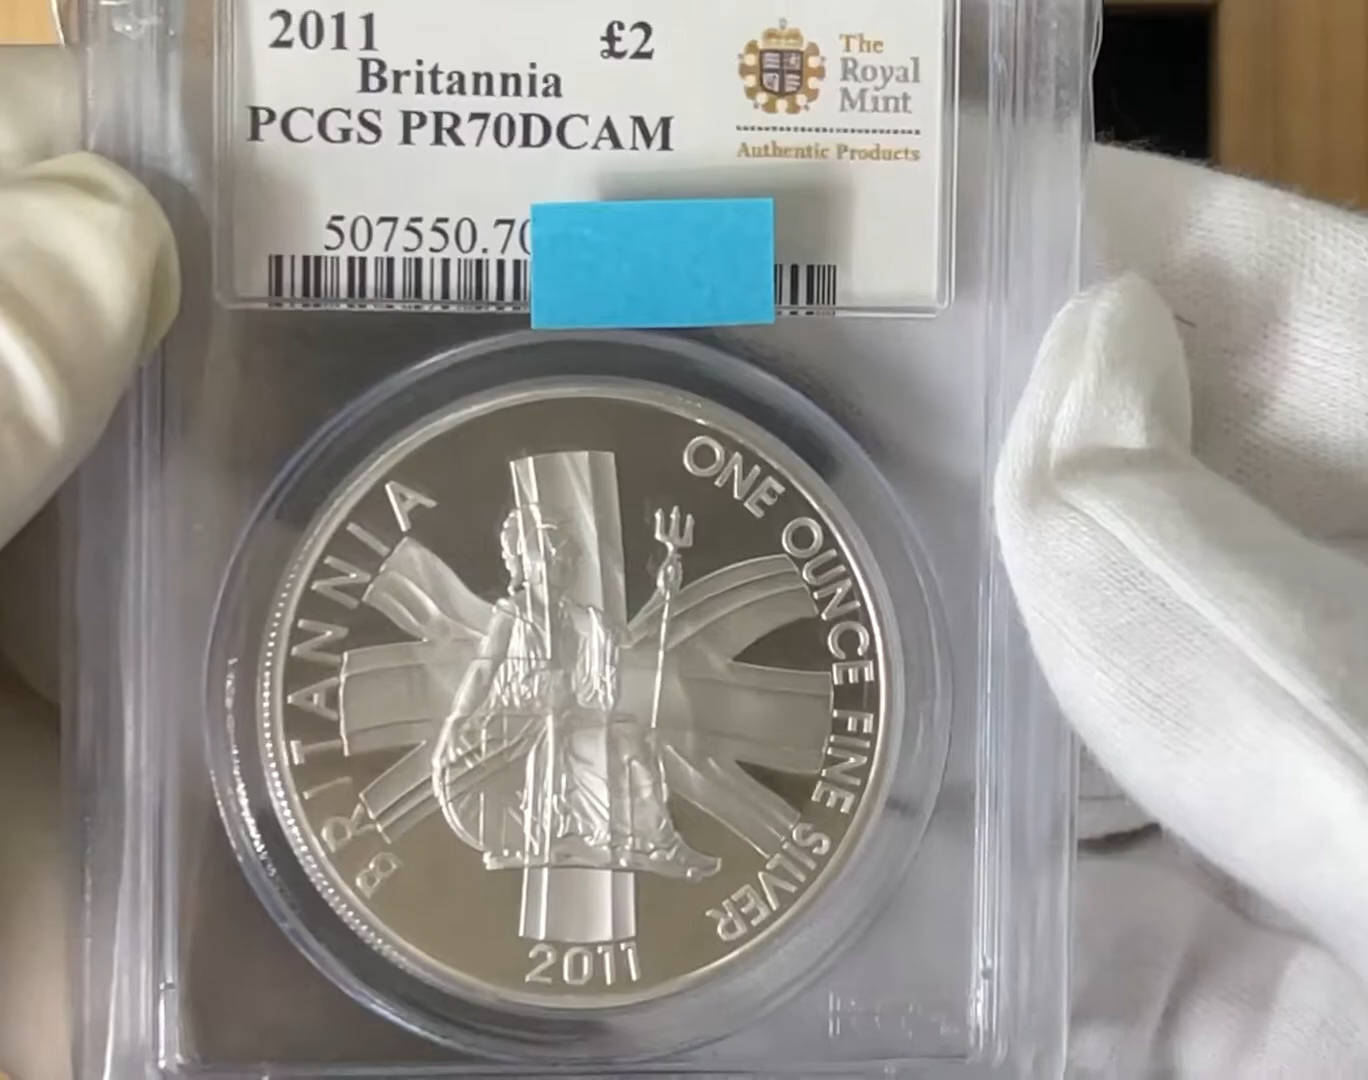 2011 £2
Britannia
PCGS PR70DCAM
507550.70
The
Royal
Mint
Authentic Products
BRITANNIA
ONE OUNCE FINE SILVER
2011